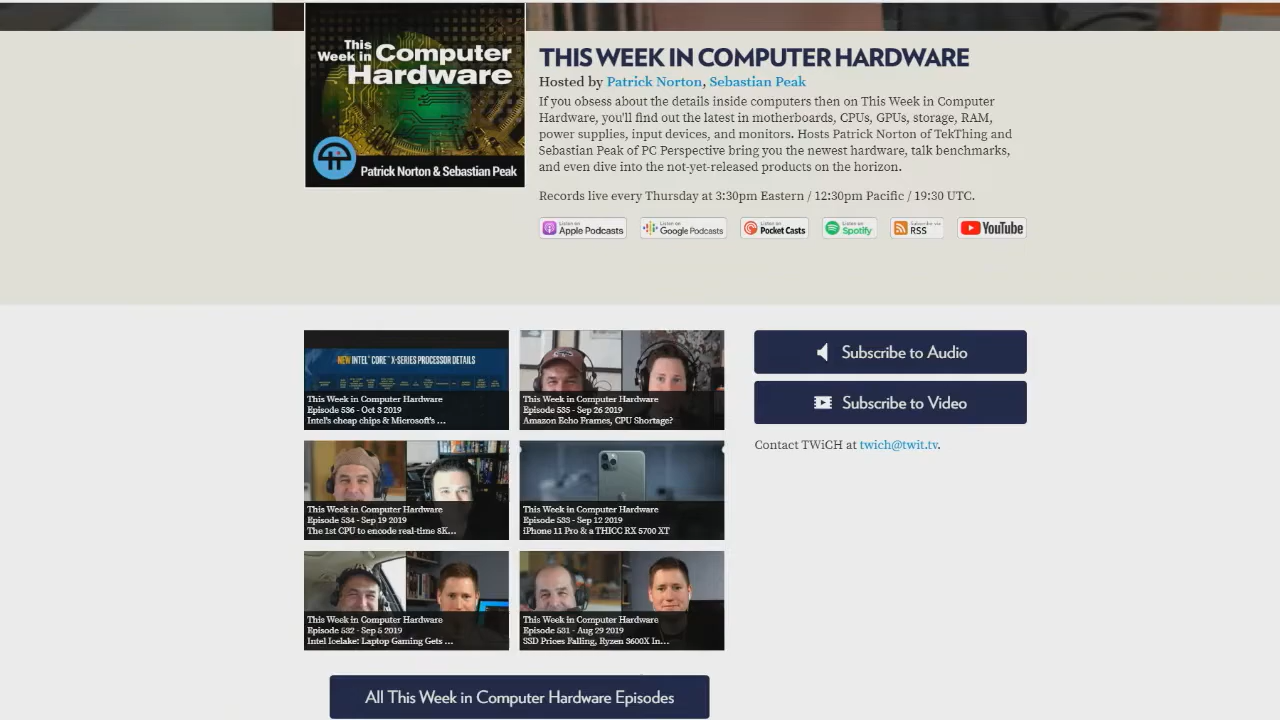 This
Week in Computer
Hardware
Patrick Norton & Sebastian Peak
THIS WEEK IN COMPUTER HARDWARE
Hosted by Patrick Norton, Sebastian Peak
If you obsess about the details inside computers then on This Week in Computer
Hardware, you'll find out the latest in motherboards, CPUs, GPUs, storage, RAM,
power supplies, input devices, and monitors. Hosts Patrick Norton of TekThing and
Sebastian Peak of PC Perspective bring you the newest hardware, talk benchmarks,
and even dive into the not-yet-released products on the horizon.
Records live every Thursday at 3:30pm Eastern / 12:30pm Pacific / 19:30 UTC.
Listen on
Apple Podcasts
Listen on
Google Podcasts
Listen on
Pocket Casts
Listen on
Spotify
Subscribe via
RSS
YouTube
NEW INTEL® CORE™ X-SERIES PROCESSOR DETAILS
This Week in Computer Hardware
Episode 536 - Oct 3 2019
Intel's cheap chips & Microsoft's ...
This Week in Computer Hardware
Episode 535 - Sep 26 2019
Amazon Echo Frames, CPU Shortage?
This Week in Computer Hardware
Episode 534 - Sep 19 2019
The 1st CPU to encode real-time 8K...
This Week in Computer Hardware
Episode 533 - Sep 12 2019
iPhone 11 Pro & a THICC RX 5700 XT
This Week in Computer Hardware
Episode 532 - Sep 5 2019
Intel Icelake: Laptop Gaming Gets ...
This Week in Computer Hardware
Episode 531 - Aug 29 2019
SSD Prices Falling, Ryzen 3600X In...
Subscribe to Audio
Subscribe to Video
Contact TWiCH at twich@twit.tv.
All This Week in Computer Hardware Episodes